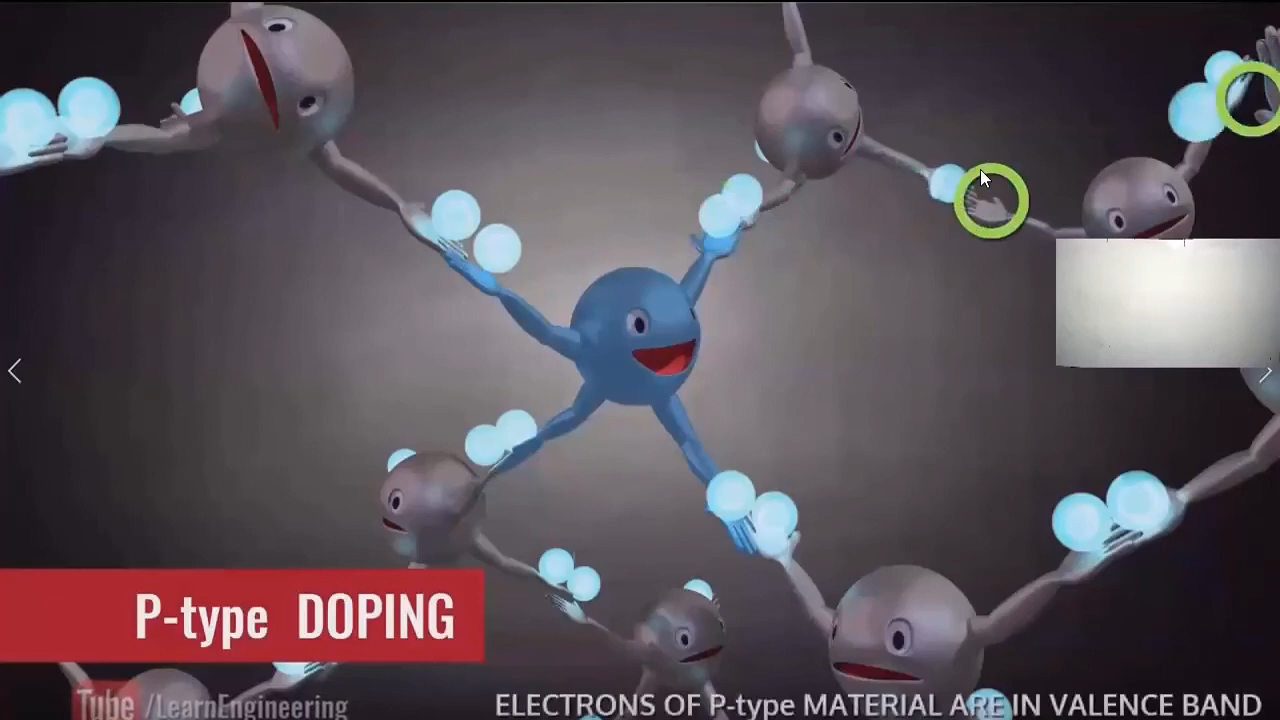 P-type DOPING
Tube /LearnEngineering
ELECTRONS OF P-type MATERIAL ARE IN VALENCE BAND